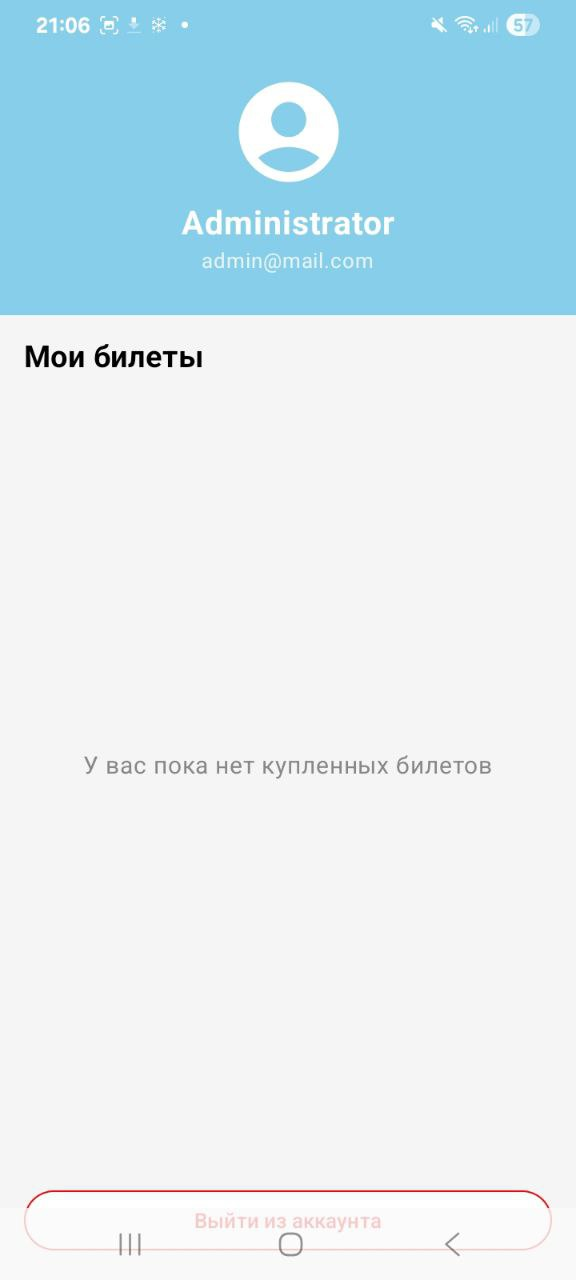 21:06
57
Administrator
admin@mail.com
Мои билеты
У вас пока нет купленных билетов
Выйти из аккаунта